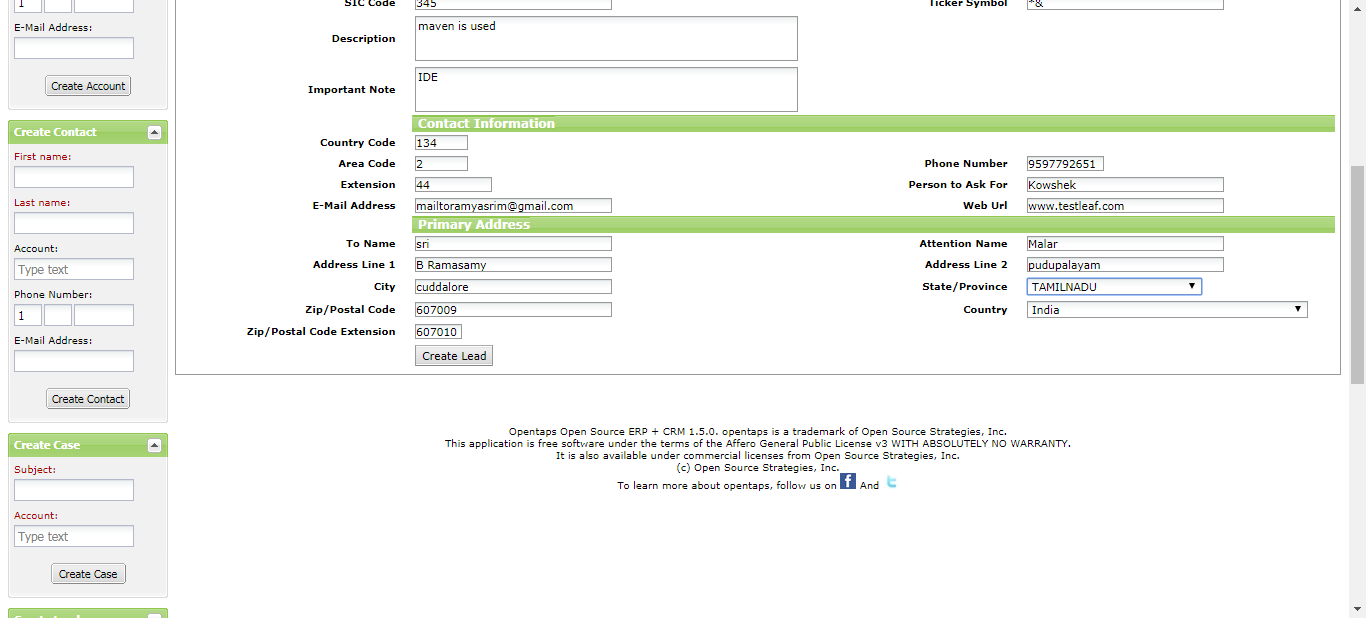 1
E-Mail Address:
Create Account
Create Contact
First name:
Last name:
Account:
Type text
Phone Number:
1
E-Mail Address:
Create Contact
Create Case
Subject:
Account:
Type text
Create Case
SIC Code 345 Ticker Symbol *&
Description maven is used
Important Note IDE
Contact Information
Country Code 134
Area Code 2 Phone Number 9597792651
Extension 44 Person to Ask For Kowshek
E-Mail Address mailtoramyasrim@gmail.com Web Url www.testleaf.com
Primary Address
To Name sri Attention Name Malar
Address Line 1 B Ramasamy Address Line 2 pudupalayam
City cuddalore State/Province TAMILNADU
Zip/Postal Code 607009 Country India
Zip/Postal Code Extension 607010
Create Lead
Opentaps Open Source ERP + CRM 1.5.0. opentaps is a trademark of Open Source Strategies, Inc.
This application is free software under the terms of the Affero General Public License v3 WITH ABSOLUTELY NO WARRANTY.
It is also available under commercial licenses from Open Source Strategies, Inc.
(c) Open Source Strategies, Inc.
To learn more about opentaps, follow us on f And t